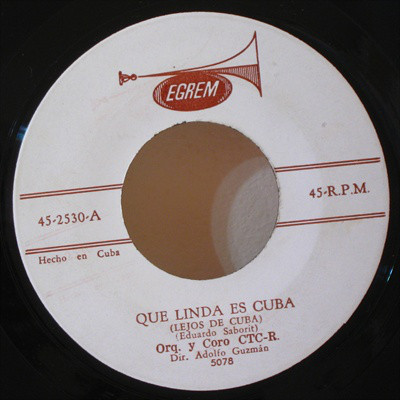 EGREM
45-2530-A
45-R.P.M.
Hecho en Cuba
QUE LINDA ES CUBA
(LEJOS DE CUBA)
(Eduardo Saborit)
Orq. y Coro CTC-R.
Dir. Adolfo Guzmán
5078